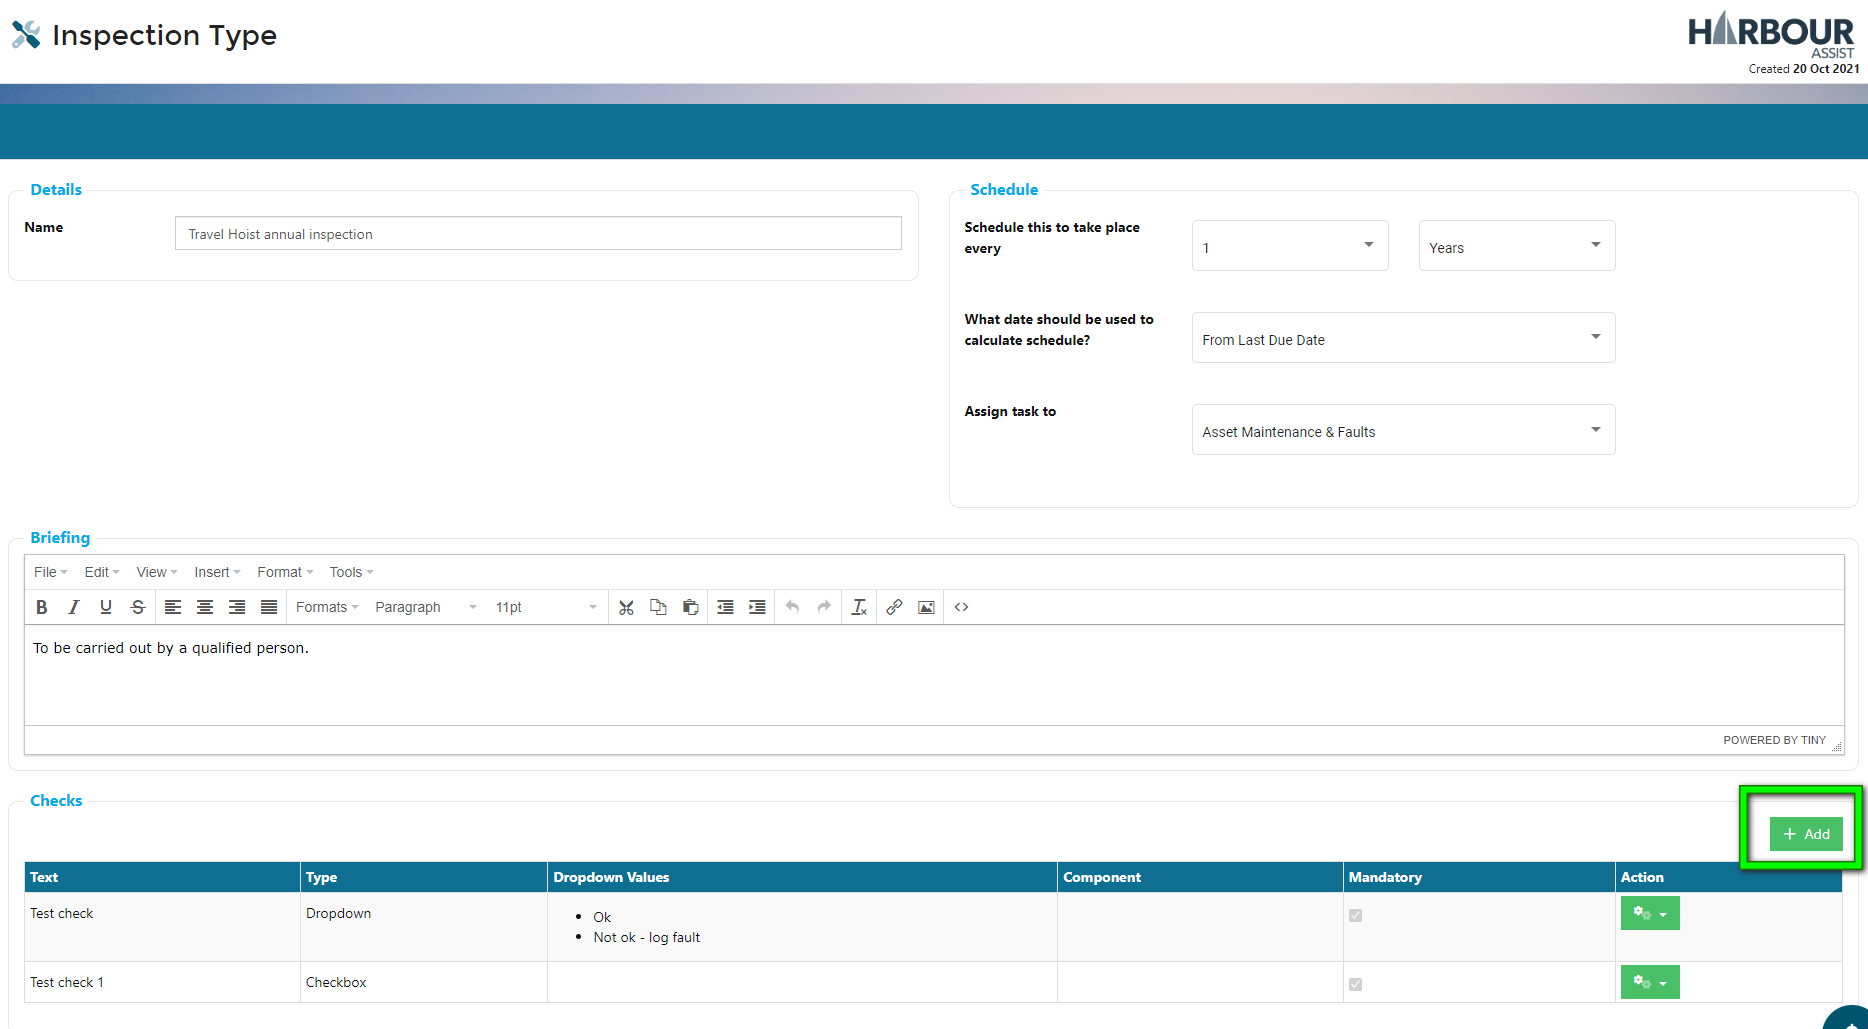 Inspection Type
HARBOUR
ASSIST
Created 20 Oct 2021
Details
Name
Travel Hoist annual inspection
Schedule
Schedule this to take place
every
1
Years
What date should be used to
calculate schedule?
From Last Due Date
Assign task to
Asset Maintenance & Faults
Briefing
File Edit View Insert Format Tools
B I U S Formats Paragraph 11pt
To be carried out by a qualified person.
POWERED BY TINY
Checks
+ Add
Text Type Dropdown Values Component Mandatory Action
Test check Dropdown
• Ok
• Not ok - log fault
Test check 1 Checkbox